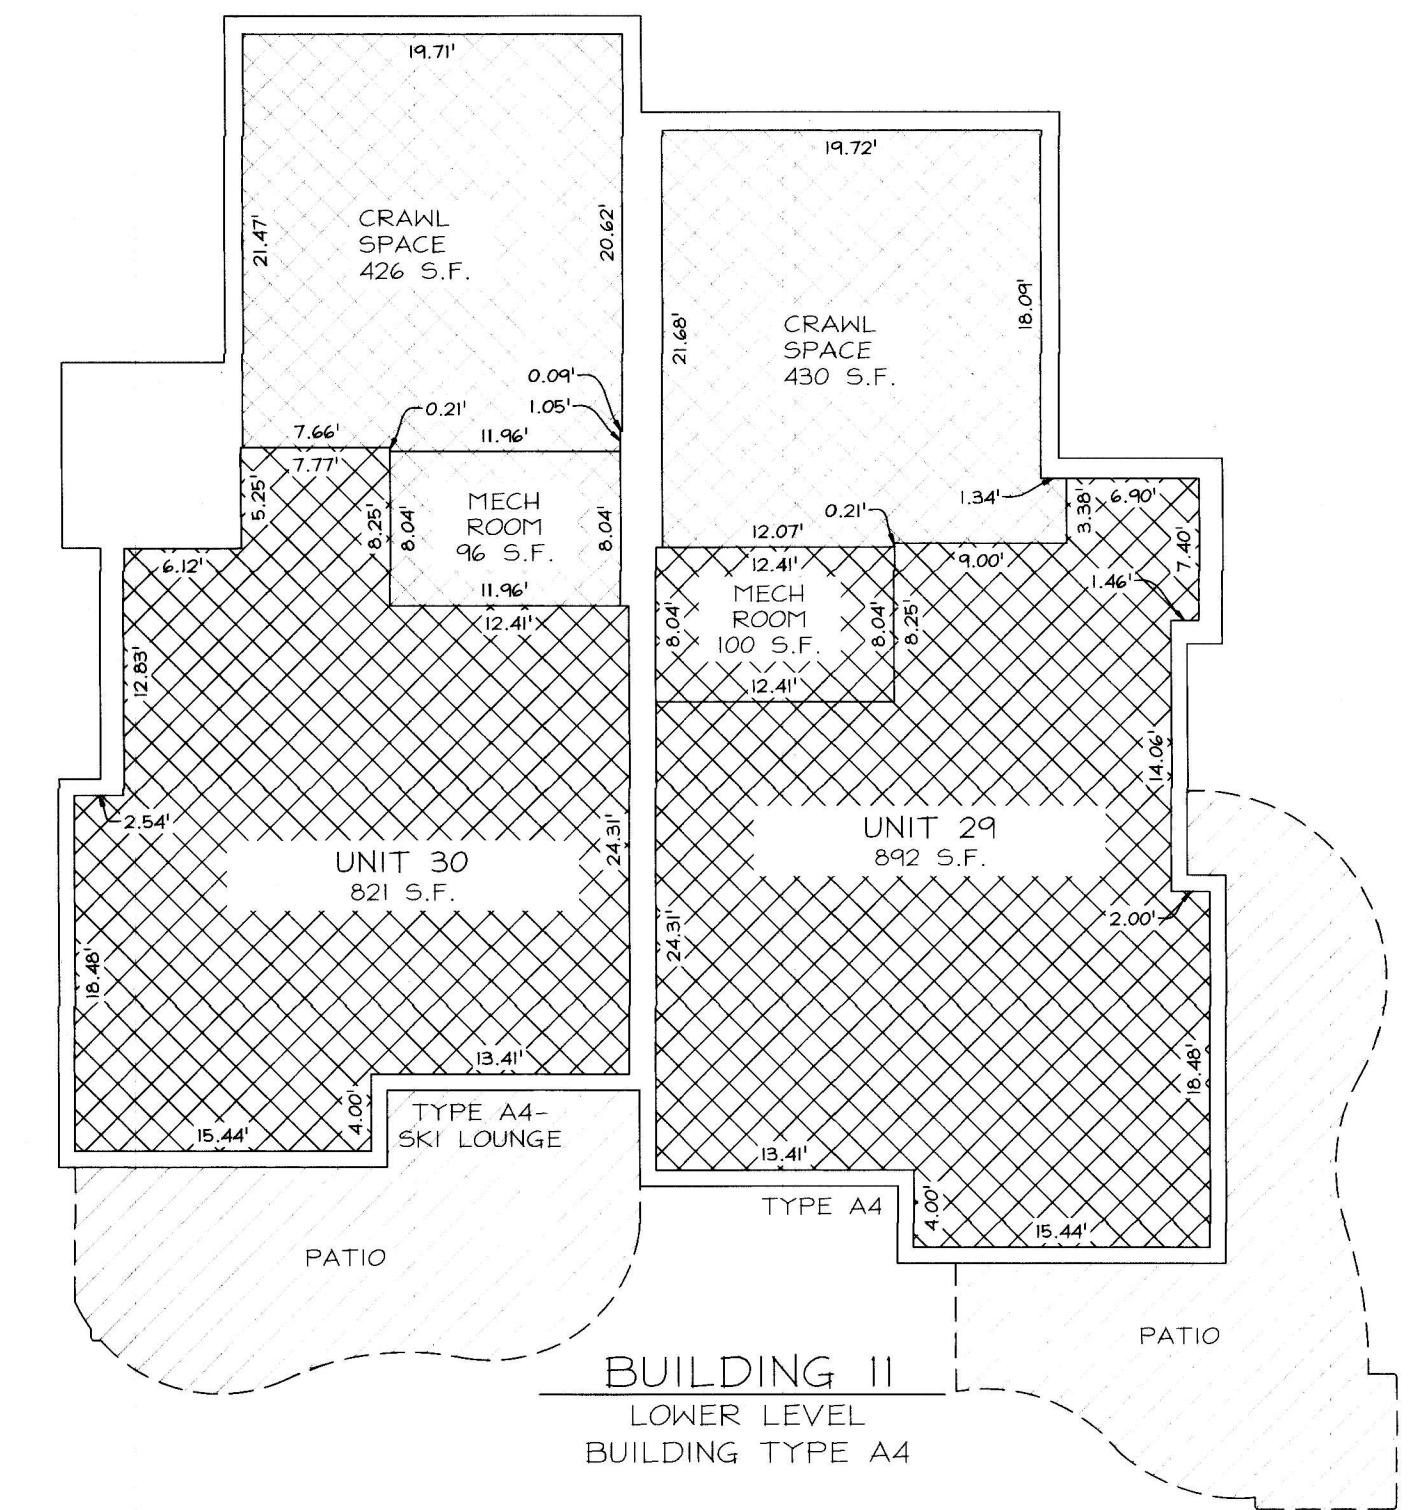 19.71'
19.72'
CRAWL
SPACE
426 S.F.
21.47'
20.62'
18.09'
CRAWL
SPACE
430 S.F.
21.68'
0.09'
1.05'
0.21'
7.66'
11.96'
7.77'
5.25'
8.25'
8.04'
MECH
ROOM
96 S.F.
8.04'
1.34'
3.38'
6.90'
0.21'
12.07'
7.40'
6.12'
12.41'
9.00'
1.46'
11.96'
12.41'
MECH
ROOM
100 S.F.
8.04'
8.04'
8.25'
12.83'
12.41'
14.06'
2.54'
24.31'
UNIT 30
821 S.F.
UNIT 29
892 S.F.
2.00'
24.31'
18.48'
13.41'
18.48'
4.00'
15.44'
TYPE A4-
SKI LOUNGE
13.41'
TYPE A4
4.00'
15.44'
PATIO
PATIO
BUILDING 11
LOWER LEVEL
BUILDING TYPE A4